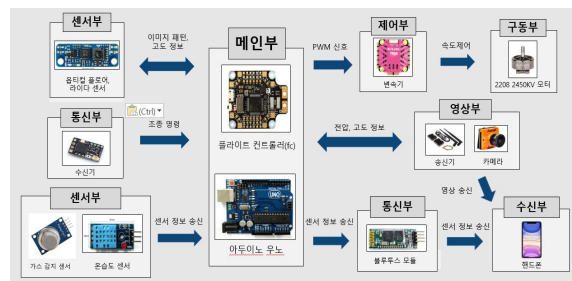 센서부
이미지 패턴,
고도 정보
옵티컬 플로어,
라이다 센서
메인부
PWM 신호
제어부
변속기
속도제어
구동부
2208 2450KV 모터
통신부
(Ctrl)
조종 명령
수신기
플라이트 컨트롤러(fc)
전압, 고도 정보
영상부
송신기
카메라
영상 송신
센서부
가스 감지 센서
온습도 센서
센서 정보 송신
UNO
아두이노 우노
센서 정보 송신
통신부
블루투스 모듈
센서 정보 송신
수신부
핸드폰